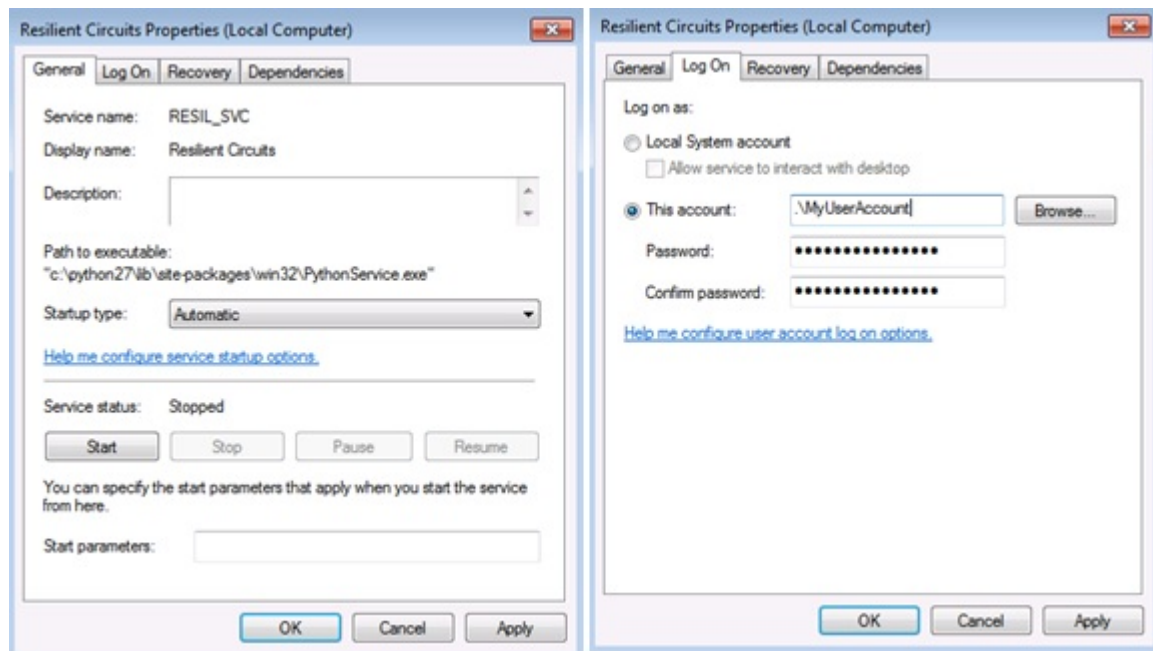 Resilient Circuits Properties (Local Computer)
General Log On Recovery Dependencies
Service name: RESIL_SVC
Display name: Resilient Circuits
Description:
Path to executable:
"c:\python27\lib\site-packages\win32\PythonService.exe"
Startup type: Automatic
Help me configure service startup options.
Service status: Stopped
Start Stop Pause Resume
You can specify the start parameters that apply when you start the service
from here.
Start parameters:
OK Cancel Apply
Resilient Circuits Properties (Local Computer)
General Log On Recovery Dependencies
Log on as:
Local System account
Allow service to interact with desktop
This account: .\MyUserAccount Browse...
Password: •••••••••••••••
Confirm password: •••••••••••••••
Help me configure user account log on options.
OK Cancel Apply